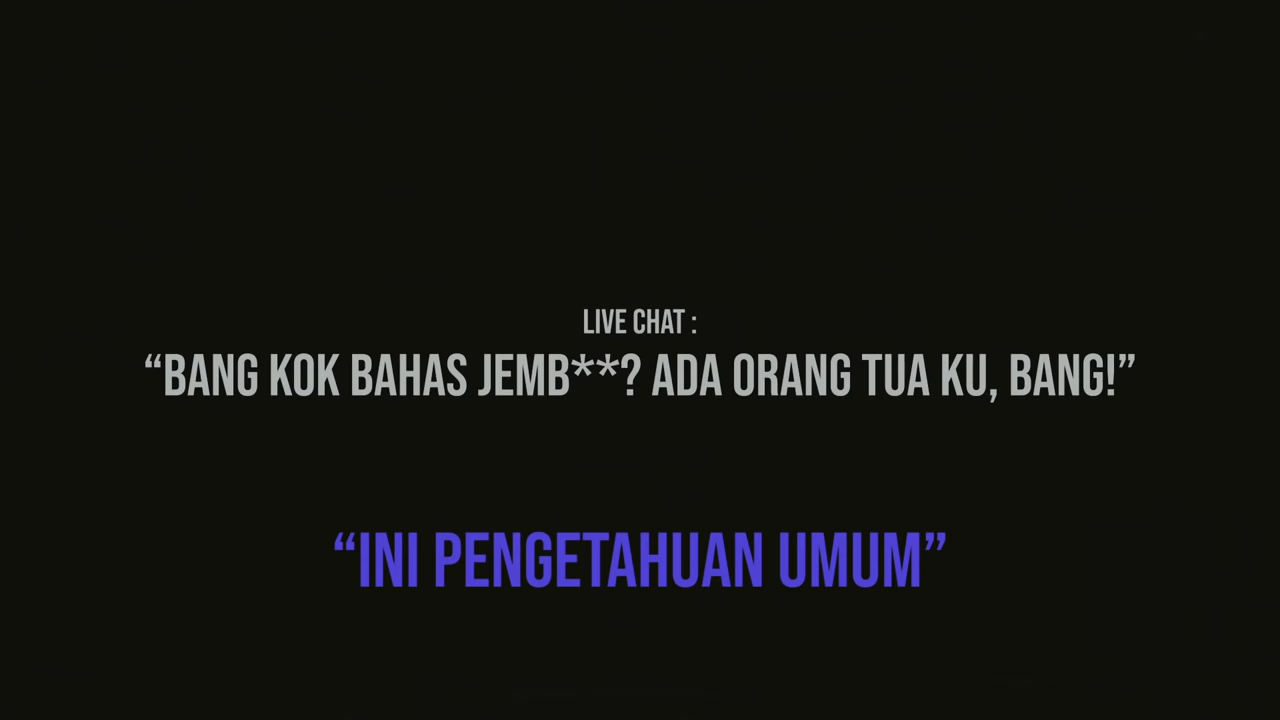 LIVE CHAT :
“BANG KOK BAHAS JEMB**? ADA ORANG TUA KU, BANG!”
“INI PENGETAHUAN UMUM”